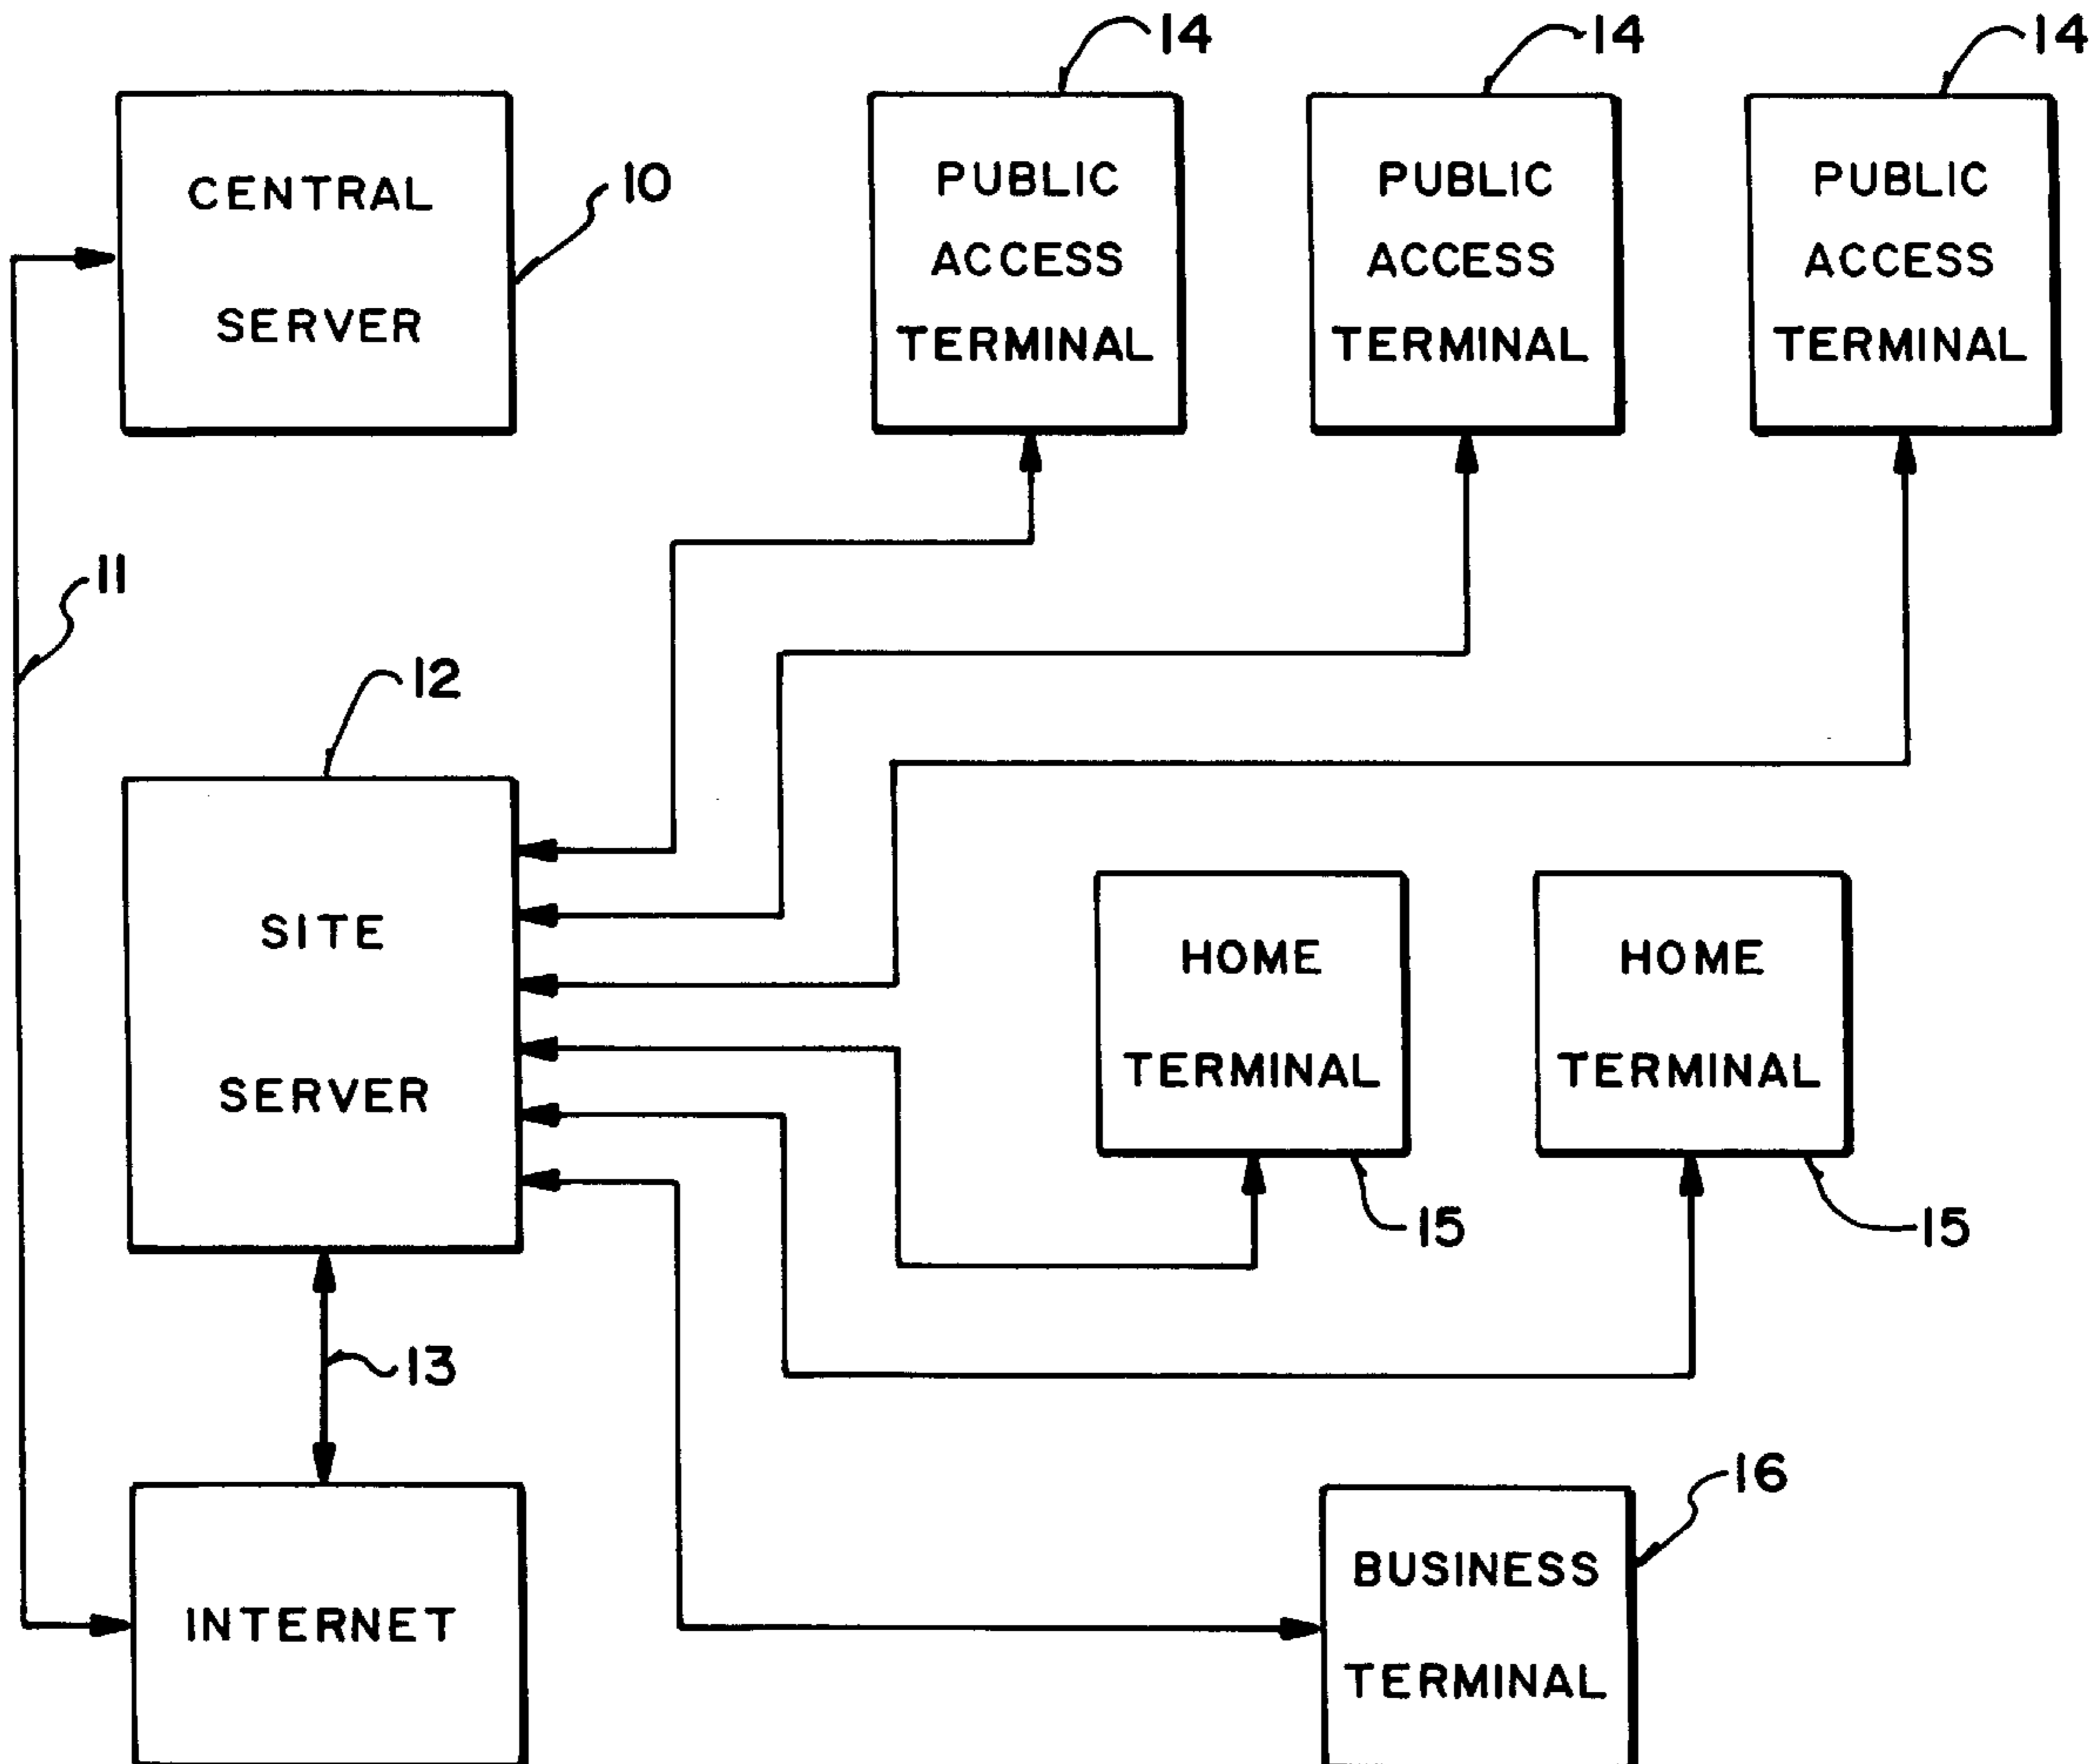 14
14
14
CENTRAL
SERVER
10
PUBLIC
ACCESS
TERMINAL
PUBLIC
ACCESS
TERMINAL
PUBLIC
ACCESS
TERMINAL
11
12
SITE
SERVER
HOME
TERMINAL
HOME
TERMINAL
15
15
13
INTERNET
16
BUSINESS
TERMINAL